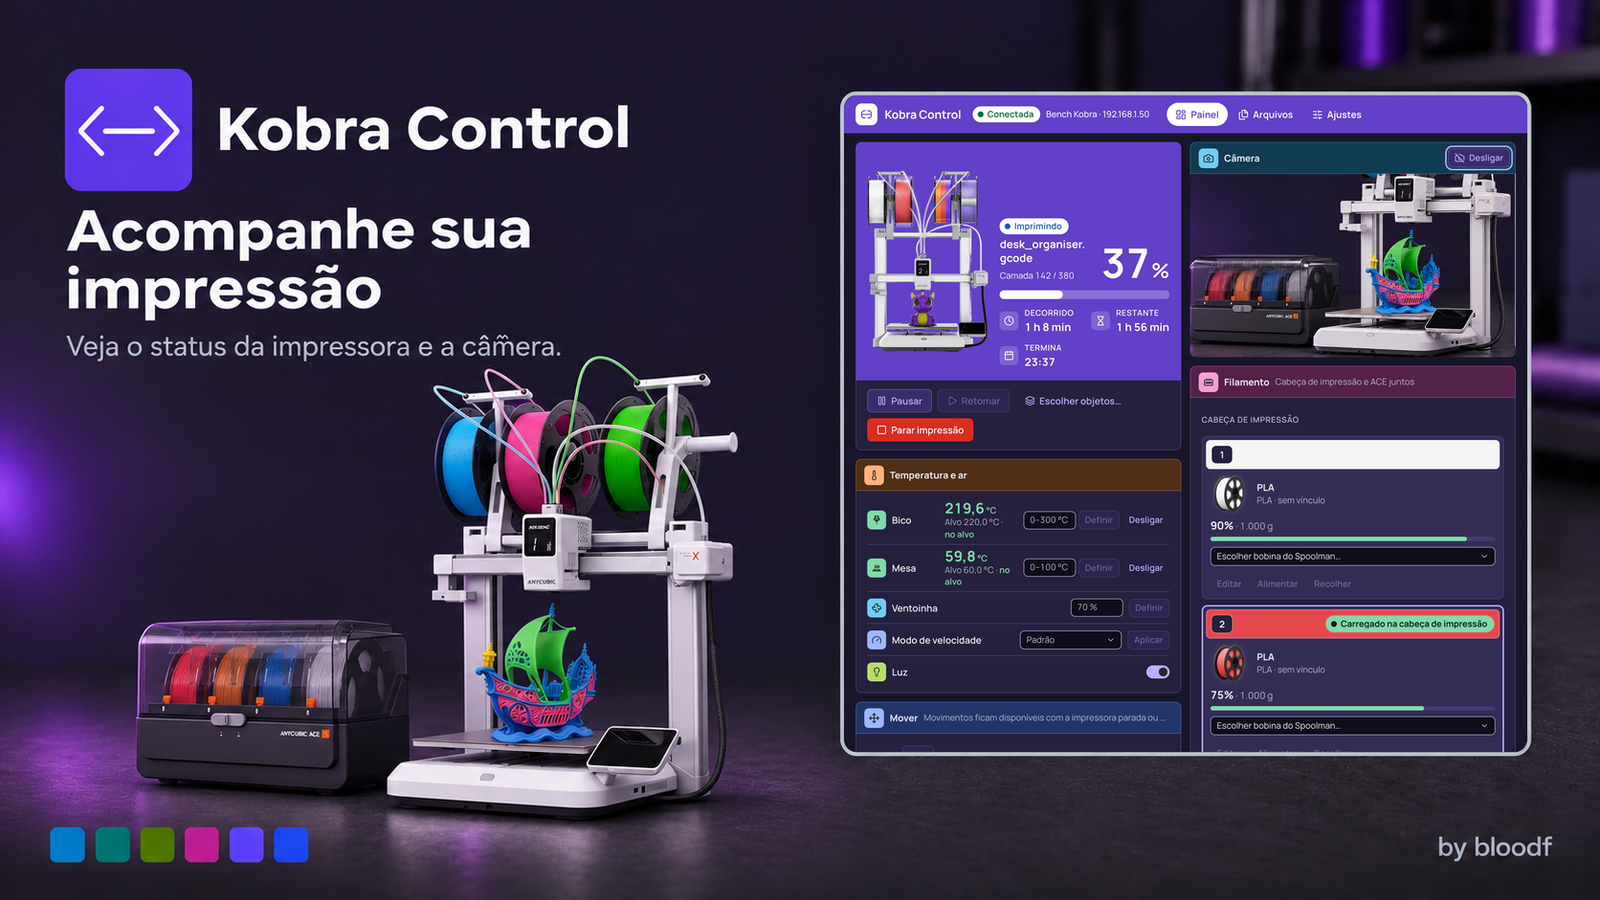 Kobra Control
Acompanhe sua
impressão
Veja o status da impressora e a câm̃era.
ANYCUBIC
X
ANYCUBIC ACE
by bloodf
Kobra Control
Conectada
Bench Kobra · 192.168.1.50
Painel
Arquivos
Ajustes
Imprimindo
desk_organiser.
gcode
Camada 142 / 380
37%
DECORRIDO
1 h 8 min
RESTANTE
1 h 56 min
TERMINA
23:37
Pausar
Retomar
Escolher objetos…
Parar impressão
Temperatura e ar
Bico
219,6 °C
Alvo 220,0 °C ·
no alvo
0–300 °C
Definir
Desligar
Mesa
59,8 °C
Alvo 60,0 °C · no
alvo
0–100 °C
Definir
Desligar
Ventoinha
70 %
Definir
Modo de velocidade
Padrão
Aplicar
Luz
Mover
Movimentos ficam disponíveis com a impressora parada ou …
Câmera
Desligar
ANYCUBIC
X
ANYCUBIC ACE
Filamento
Cabeça de impressão e ACE juntos
CABEÇA DE IMPRESSÃO
1
PLA
PLA · sem vínculo
90% · 1.000 g
Escolher bobina do Spoolman…
Editar
Alimentar
Recolher
2
Carregado na cabeça de impressão
PLA
PLA · sem vínculo
75% · 1.000 g
Escolher bobina do Spoolman…